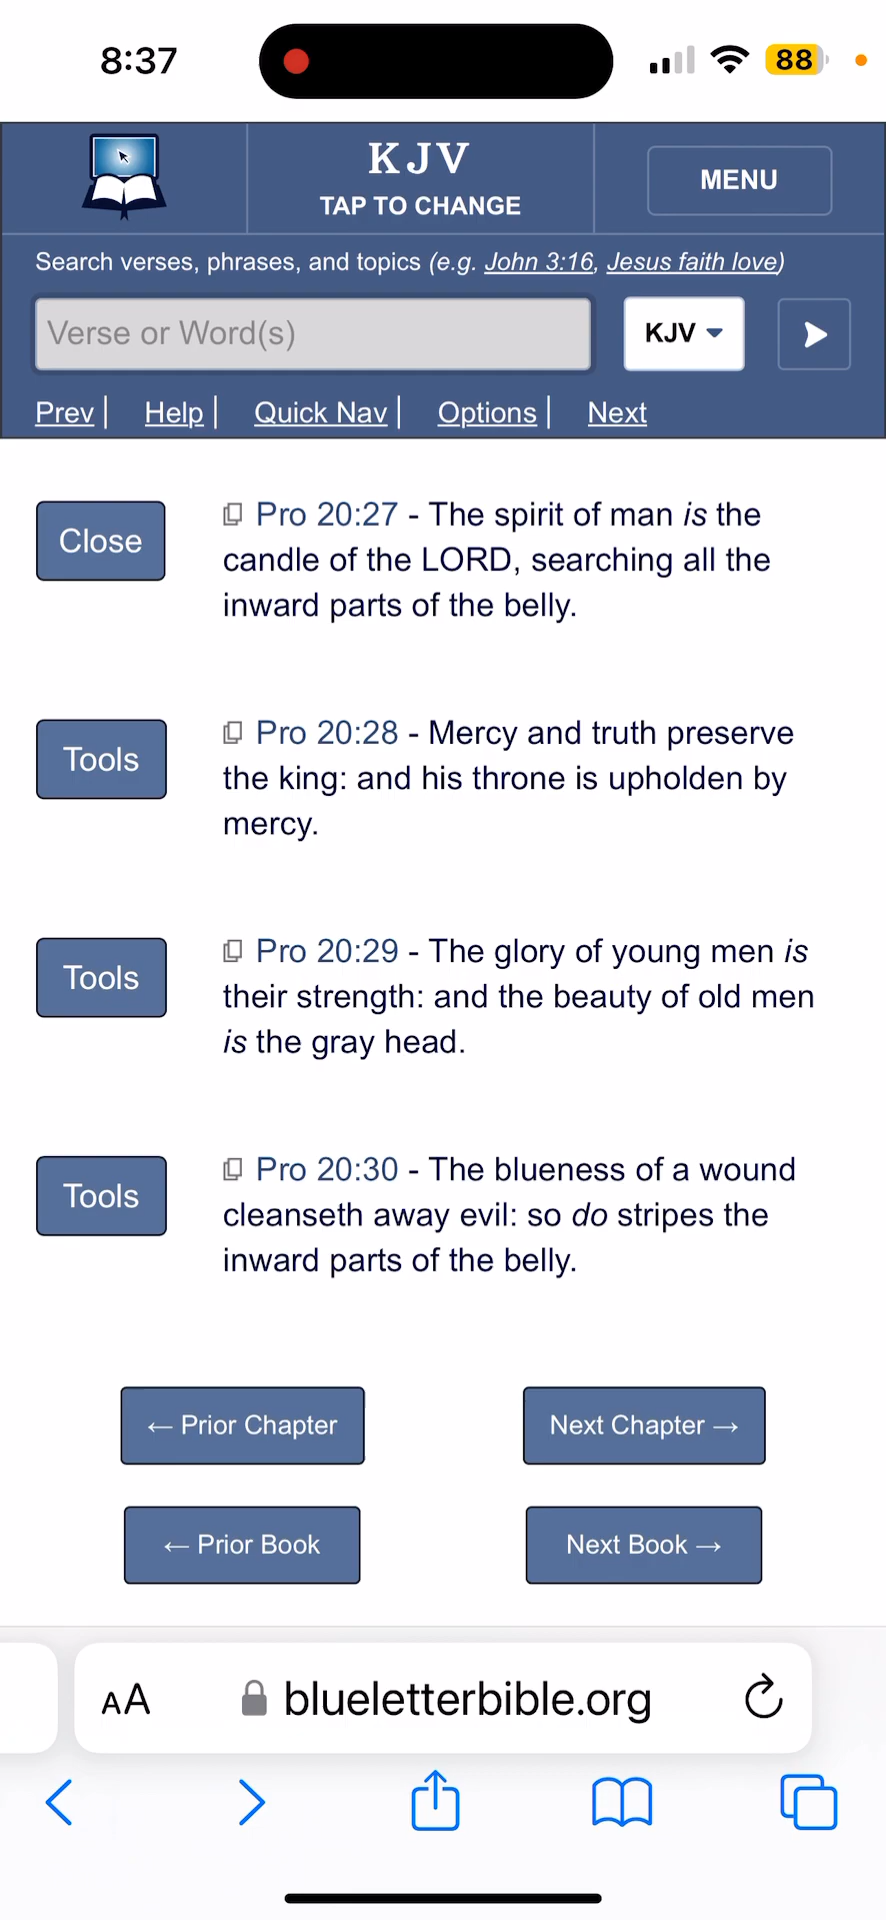 8:37
88
KJV
TAP TO CHANGE
MENU
Search verses, phrases, and topics (e.g. John 3:16, Jesus faith love)
Verse or Word(s)
KJV
Prev | Help | Quick Nav | Options | Next
Close
Pro 20:27 - The spirit of man is the
candle of the LORD, searching all the
inward parts of the belly.
Tools
Pro 20:28 - Mercy and truth preserve
the king: and his throne is upholden by
mercy.
Tools
Pro 20:29 - The glory of young men is
their strength: and the beauty of old men
is the gray head.
Tools
Pro 20:30 - The blueness of a wound
cleanseth away evil: so do stripes the
inward parts of the belly.
← Prior Chapter
Next Chapter →
← Prior Book
Next Book →
AA
blueletterbible.org